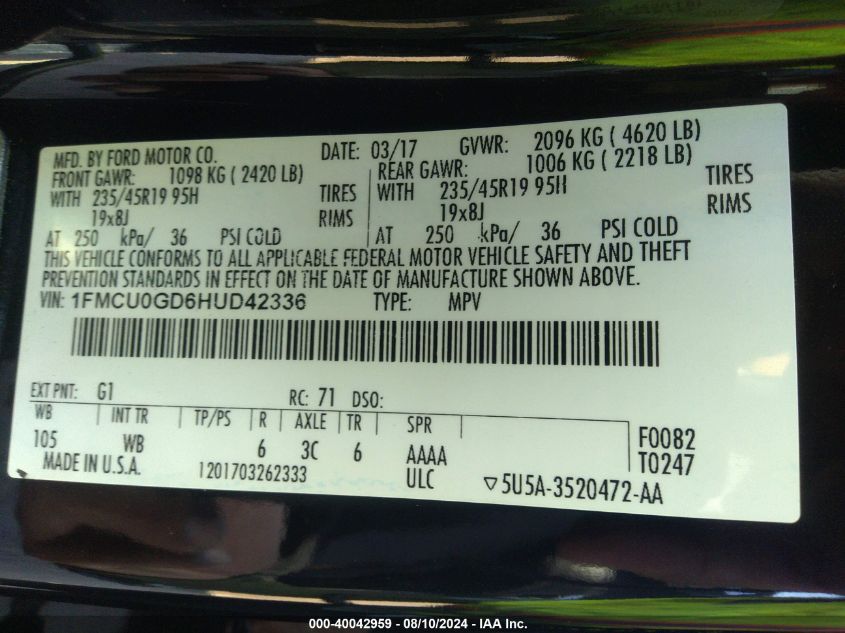 MFD. BY FORD MOTOR CO. DATE: 03/17 GVWR: 2096 KG ( 4620 LB)
FRONT GAWR: 1098 KG ( 2420 LB) REAR GAWR: 1006 KG ( 2218 LB)
WITH 235/45R19 95H TIRES WITH 235/45R19 95H TIRES
19x8J RIMS 19x8J RIMS
AT 250 kPa/ 36 PSI COLD AT 250 kPa/ 36 PSI COLD
THIS VEHICLE CONFORMS TO ALL APPLICABLE FEDERAL MOTOR VEHICLE SAFETY AND THEFT
PREVENTION STANDARDS IN EFFECT ON THE DATE OF MANUFACTURE SHOWN ABOVE.
VIN: 1FMCU0GD6HUD42336 TYPE: MPV
EXT PNT: G1 RC: 71 DSO:
WB INT TR TP/PS R AXLE TR SPR
105 WB 6 3C 6 AAAA F0082
MADE IN U.S.A. 1201703262333 ULC T0247
▽5U5A-3520472-AA
000-40042959 - 08/10/2024 - IAA Inc.